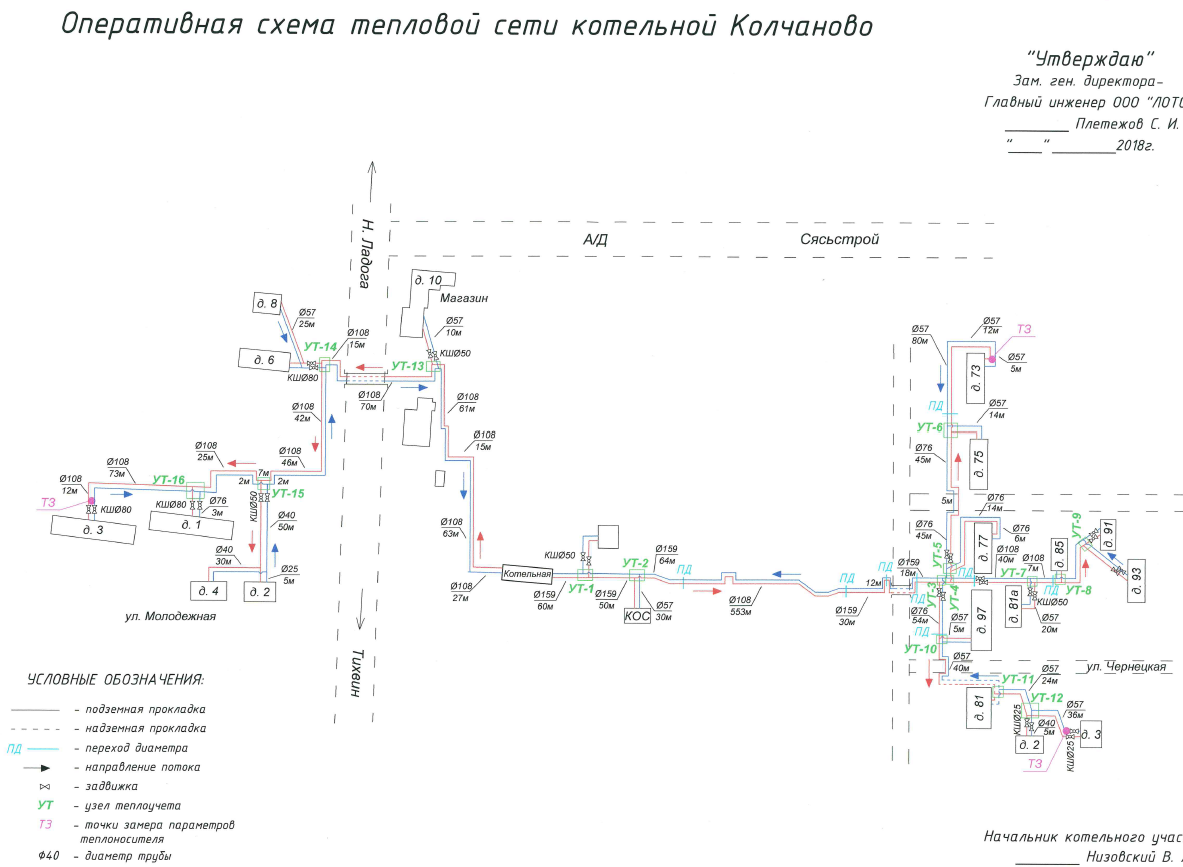 Оперативная схема тепловой сети котельной Колчаново
"Утверждаю"
Зам. ген. директора-
Главный инженер ООО "ЛОТО
Плетежов С. И.
"____"________2018г.
Н. Ладога
А/Д
Сясьстрой
д. 10
Магазин
д. 8
Ø57
25м
Ø57
10м
КШØ50
УТ-14
Ø108
15м
д. 6
КШØ80
УТ-13
Ø108
70м
Ø108
61м
Ø108
42м
Ø108
15м
Ø108
25м
Ø108
46м
Ø108
73м
7м
2м
2м
УТ-16
УТ-15
Ø108
12м
ТЗ
КШØ80
КШØ80
Ø76
3м
КШØ50
д. 3
д. 1
Ø40
50м
Ø108
63м
Ø40
30м
Ø25
5м
д. 4
д. 2
ул. Молодежная
Тихвин
Ø108
27м
Котельная
КШØ50
УТ-1
Ø159
60м
УТ-2
Ø159
64м
Ø159
50м
КОС
Ø57
30м
ПД
Ø108
553м
ПД
Ø159
30м
12м
ПД
Ø159
18м
ПД
Ø57
80м
Ø57
12м
ТЗ
Ø57
5м
д. 73
ПД
Ø57
14м
УТ-6
д. 75
Ø76
45м
5м
Ø76
14м
Ø76
45м
УТ-5
Ø76
6м
д. 77
УТ-9
д. 91
Ø108
40м
Ø108
7м
д. 85
ПД
УТ-7
ПД
УТ-8
д. 93
УТ-3
УТ-4
д. 81а
КШØ50
Ø57
20м
Ø76
54м
Ø57
5м
д. 97
ПД
УТ-10
Ø57
40м
ул. Чернецкая
УТ-11
Ø57
24м
д. 81
УТ-12
КШØ25
Ø57
36м
Ø40
5м
д. 2
КШØ25
д. 3
ТЗ
УСЛОВНЫЕ ОБОЗНАЧЕНИЯ:
- подземная прокладка
- надземная прокладка
ПД - переход диаметра
- направление потока
- задвижка
УТ - узел теплоучета
ТЗ - точки замера параметров
теплоносителя
Ф40 - диаметр трубы
Начальник котельного учас
Низовский В.